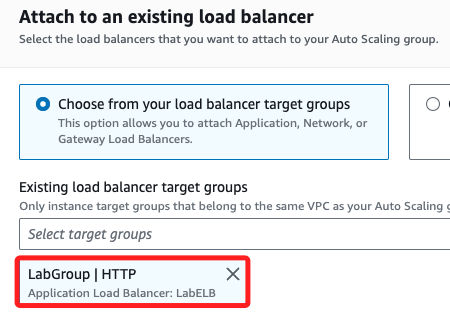 Attach to an existing load balancer
Select the load balancers that you want to attach to your Auto Scaling group.
Choose from your load balancer target groups
This option allows you to attach Application, Network, or
Gateway Load Balancers.
Existing load balancer target groups
Only instance target groups that belong to the same VPC as your Auto Scaling
Select target groups
LabGroup | HTTP
Application Load Balancer: LabELB